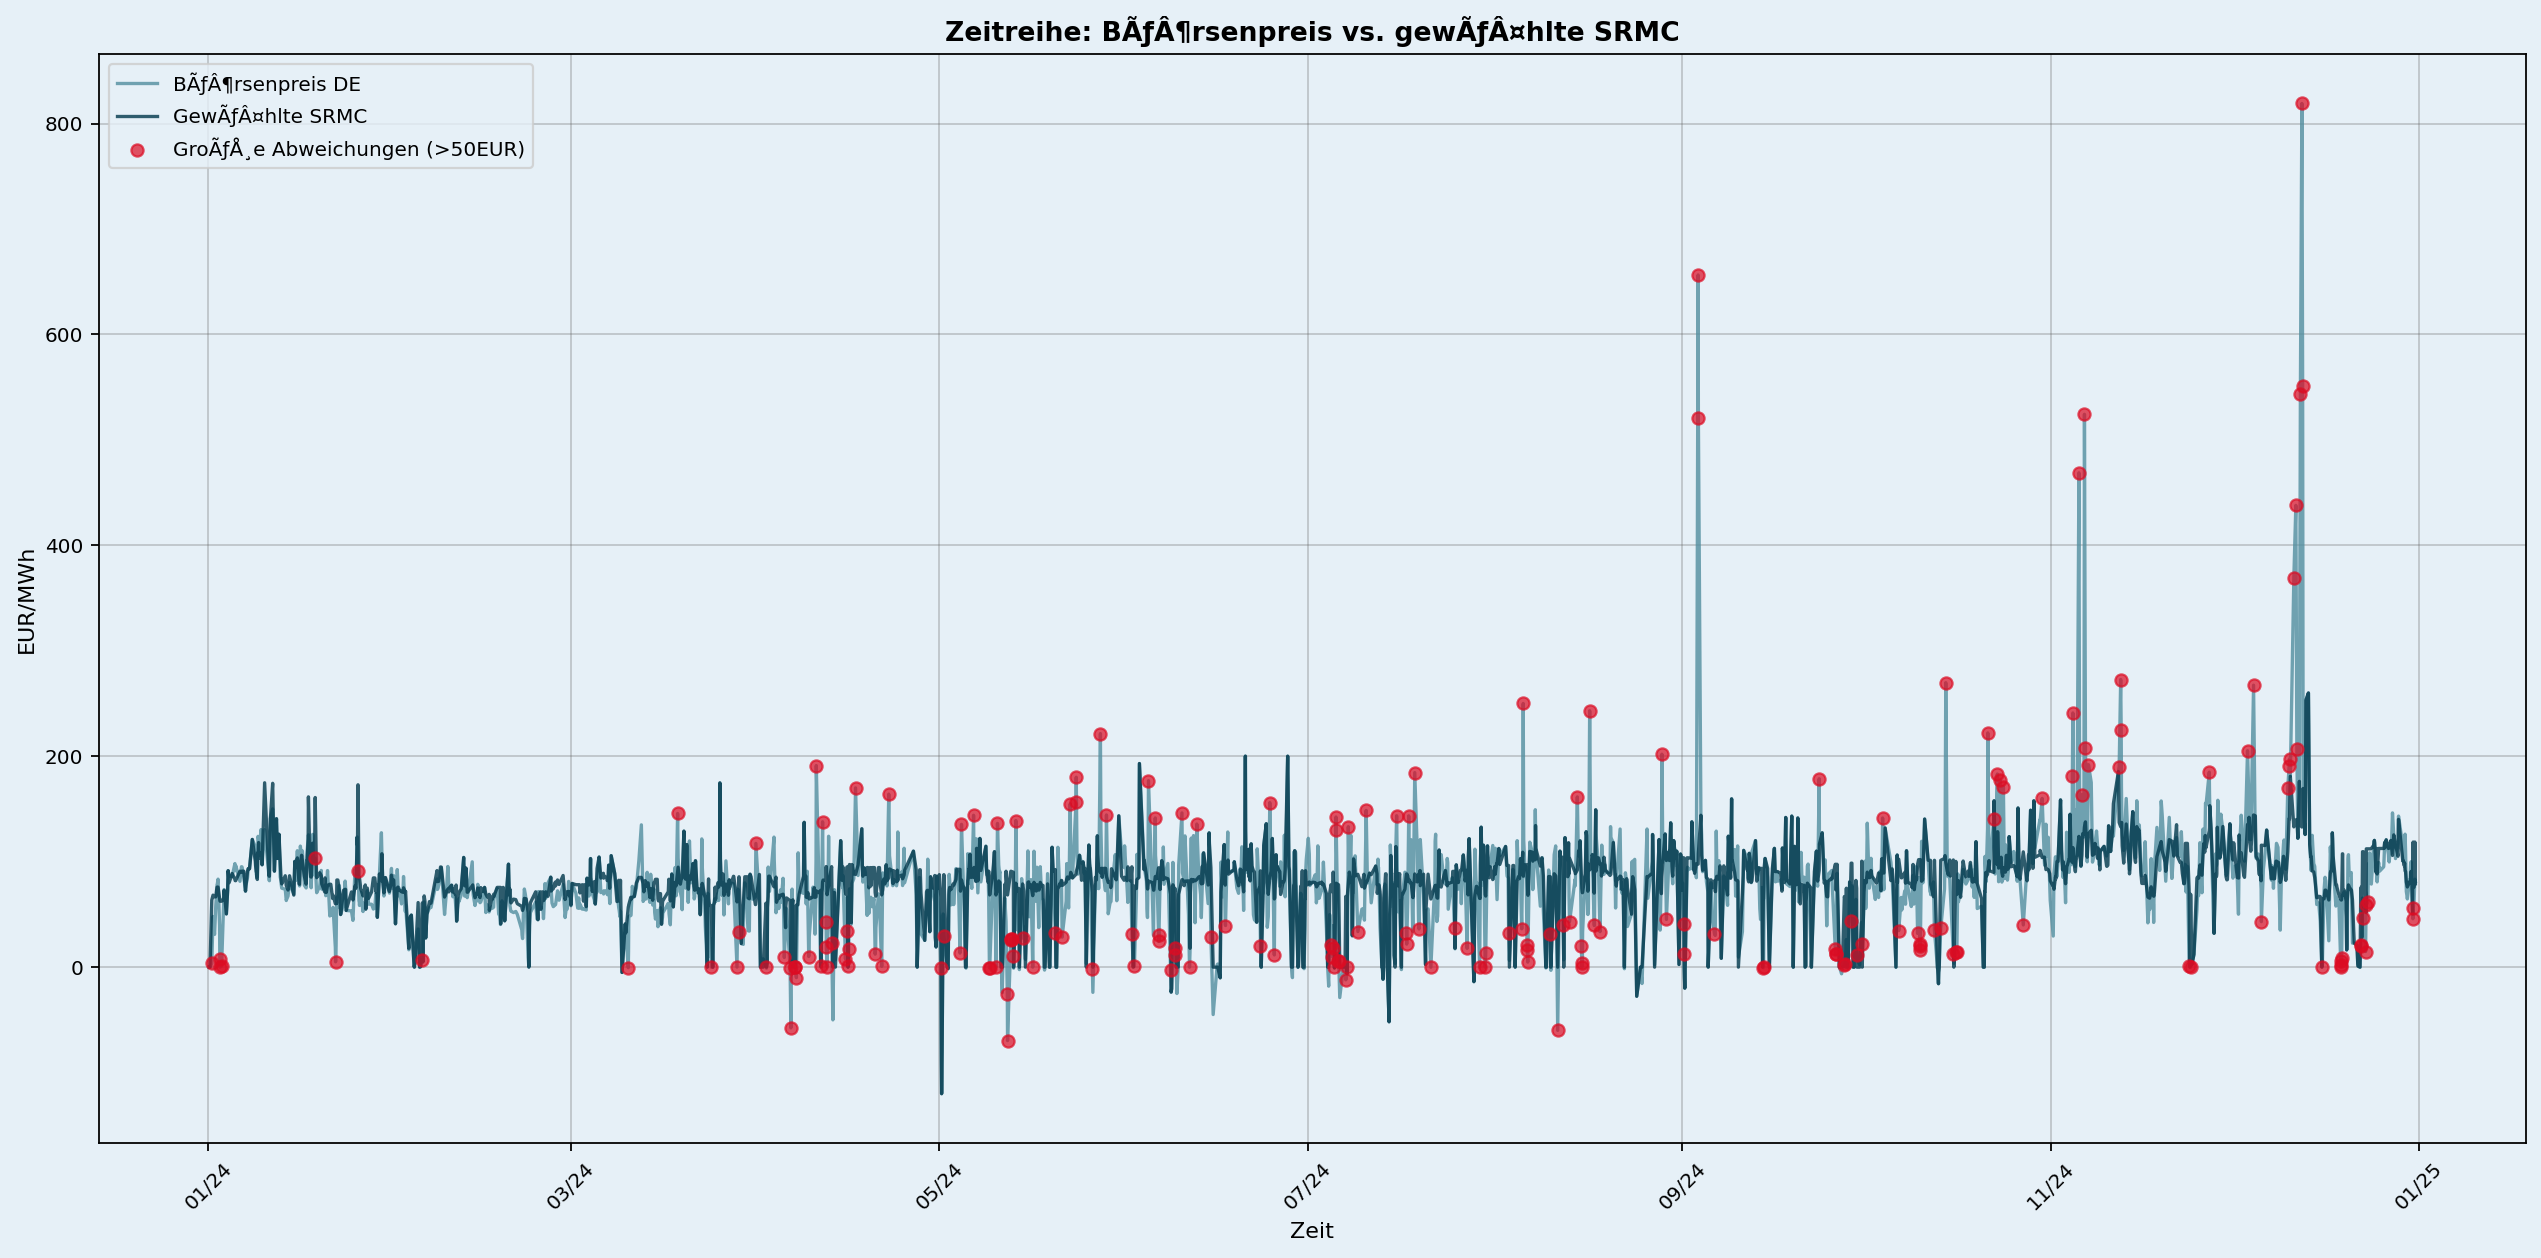 Zeitreihe: BÃƒÂ¶rsenpreis vs. gewÃƒÂ¤hlte SRMC
BÃƒÂ¶rsenpreis DE
GewÃƒÂ¤hlte SRMC
GroÃƒÅ¸e Abweichungen (>50EUR)
EUR/MWh
800
600
400
200
0
01/24
03/24
05/24
07/24
09/24
11/24
01/25
Zeit